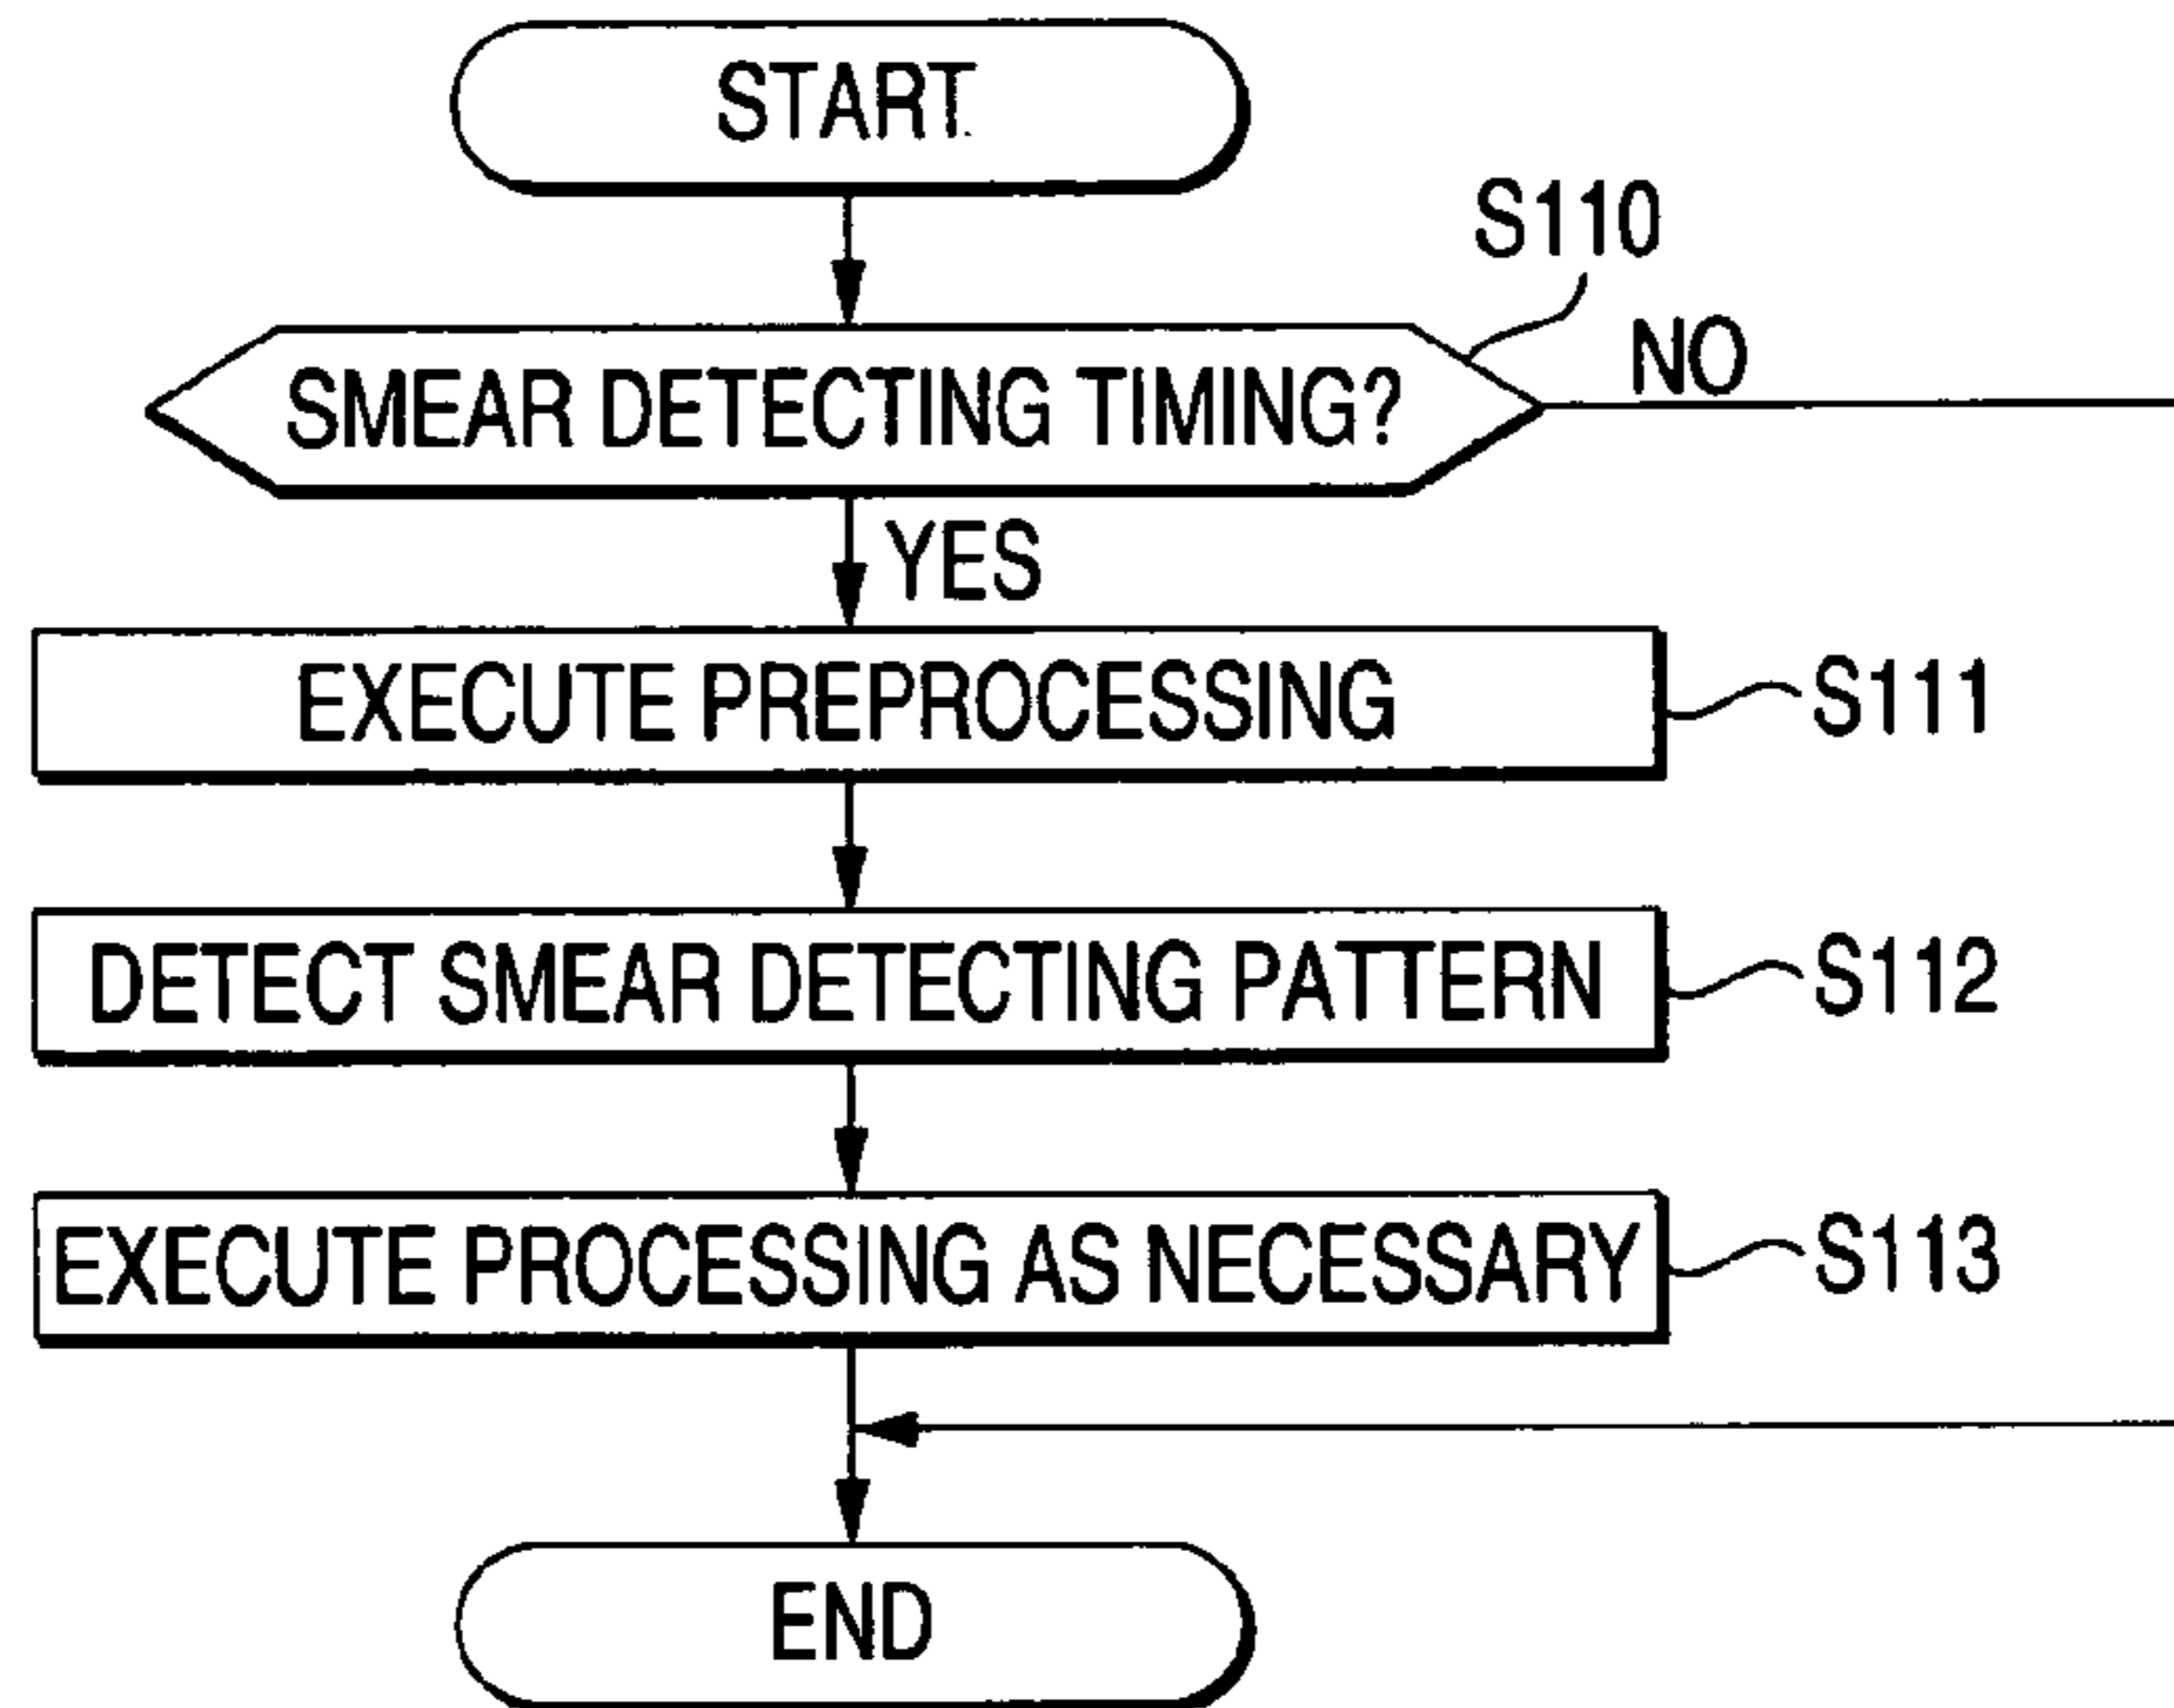 START
S110
SMEAR DETECTING TIMING?
NO
YES
EXECUTE PREPROCESSING
S111
DETECT SMEAR DETECTING PATTERN
S112
EXECUTE PROCESSING AS NECESSARY
S113
END